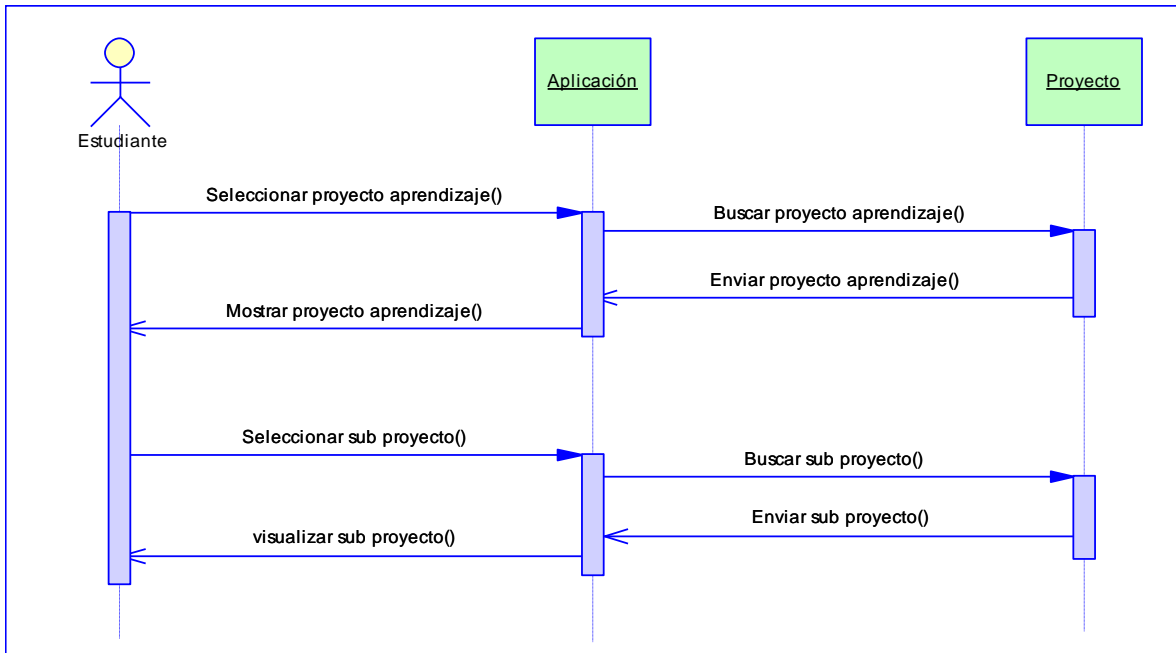 Aplicación
Proyecto
Estudiante
Seleccionar proyecto aprendizaje()
Buscar proyecto aprendizaje()
Enviar proyecto aprendizaje()
Mostrar proyecto aprendizaje()
Seleccionar sub proyecto()
Buscar sub proyecto()
Enviar sub proyecto()
visualizar sub proyecto()